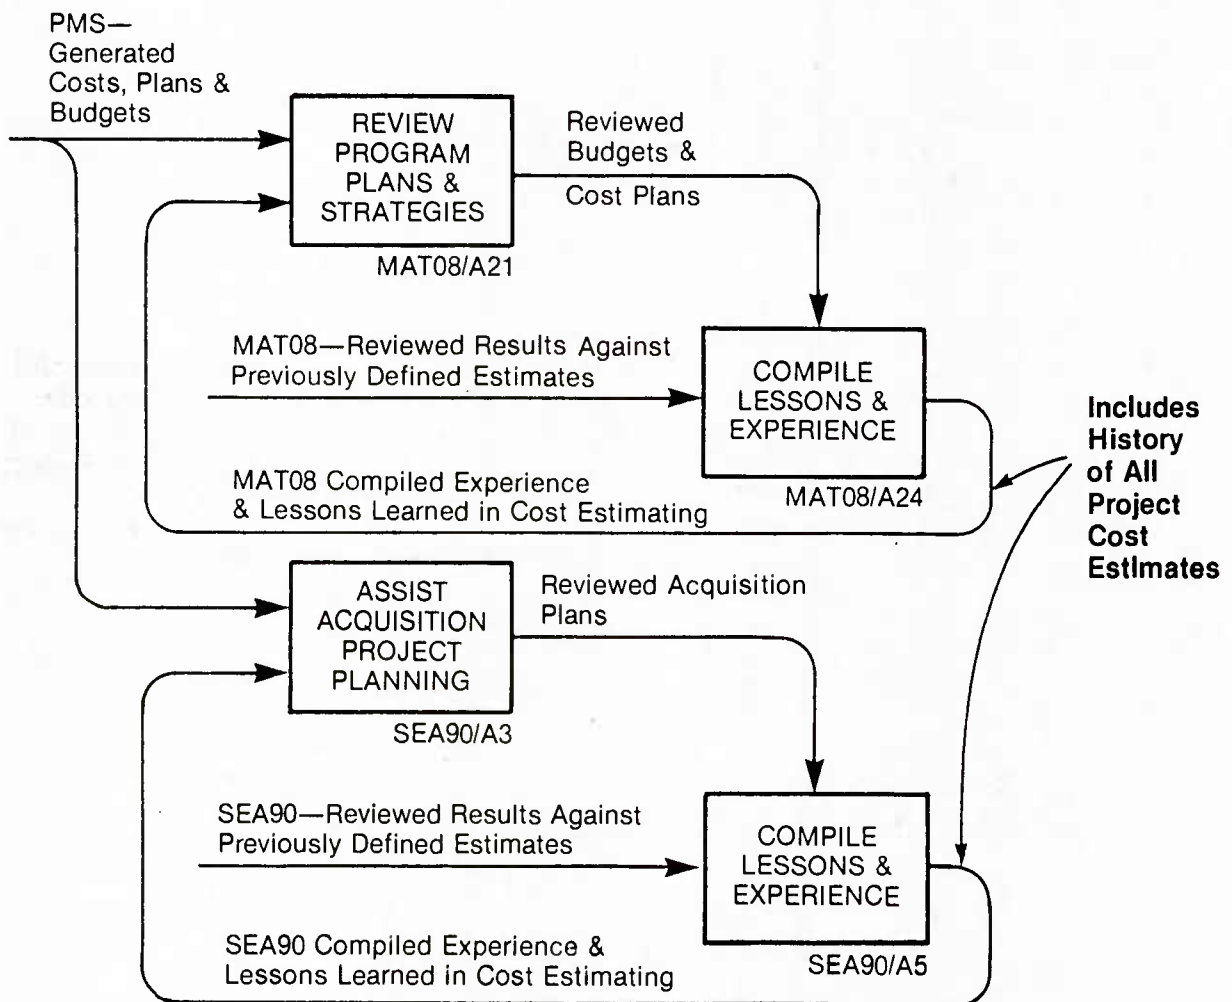 PMS—
Generated
Costs, Plans &
Budgets
REVIEW
PROGRAM
PLANS &
STRATEGIES
MAT08/A21
Reviewed
Budgets &
Cost Plans
MAT08—Reviewed Results Against
Previously Defined Estimates
COMPILE
LESSONS &
EXPERIENCE
MAT08/A24
Includes
History
of All
Project
Cost
Estimates
MAT08 Compiled Experience
& Lessons Learned in Cost Estimating
ASSIST
ACQUISITION
PROJECT
PLANNING
SEA90/A3
Reviewed Acquisition
Plans
SEA90—Reviewed Results Against
Previously Defined Estimates
COMPILE
LESSONS &
EXPERIENCE
SEA90/A5
SEA90 Compiled Experience &
Lessons Learned in Cost Estimating